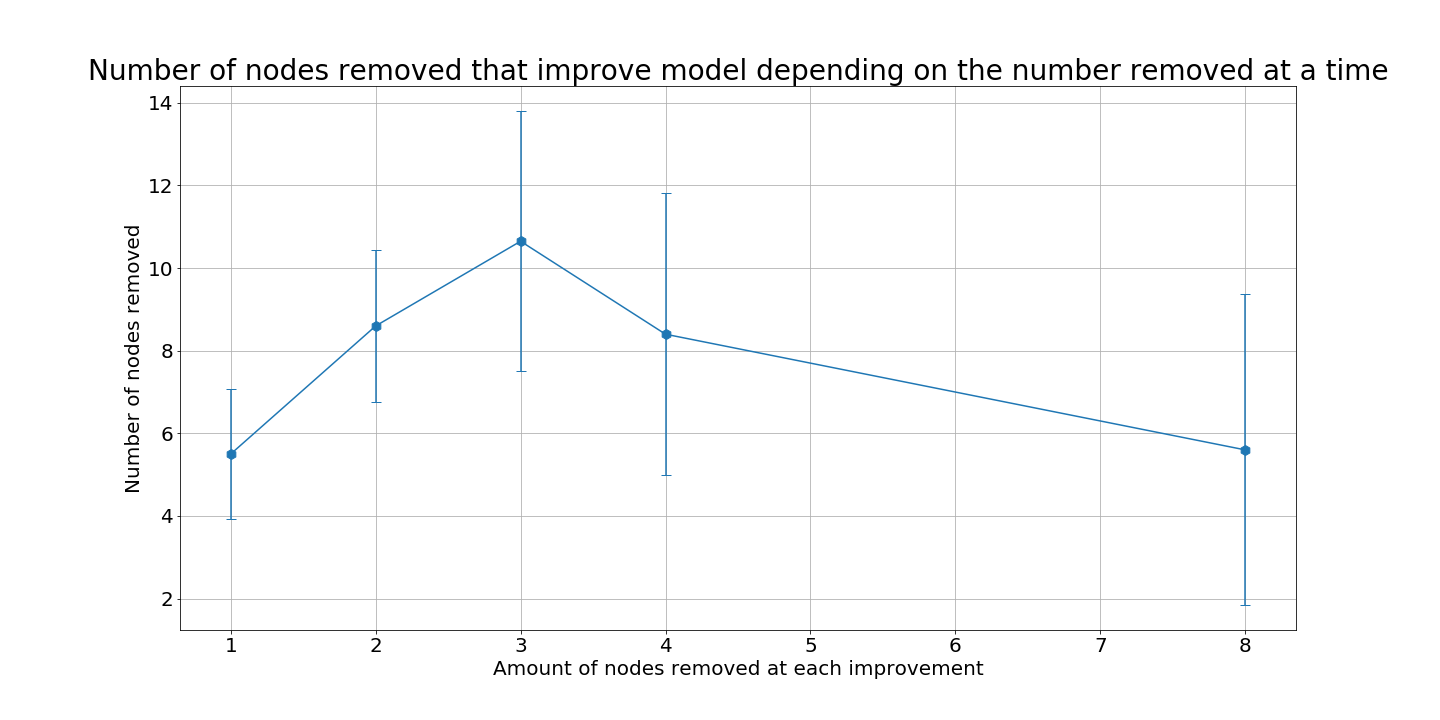 Number of nodes removed that improve model depending on the number removed at a time
14
12
10
8
6
4
2
Number of nodes removed
1 2 3 4 5 6 7 8
Amount of nodes removed at each improvement